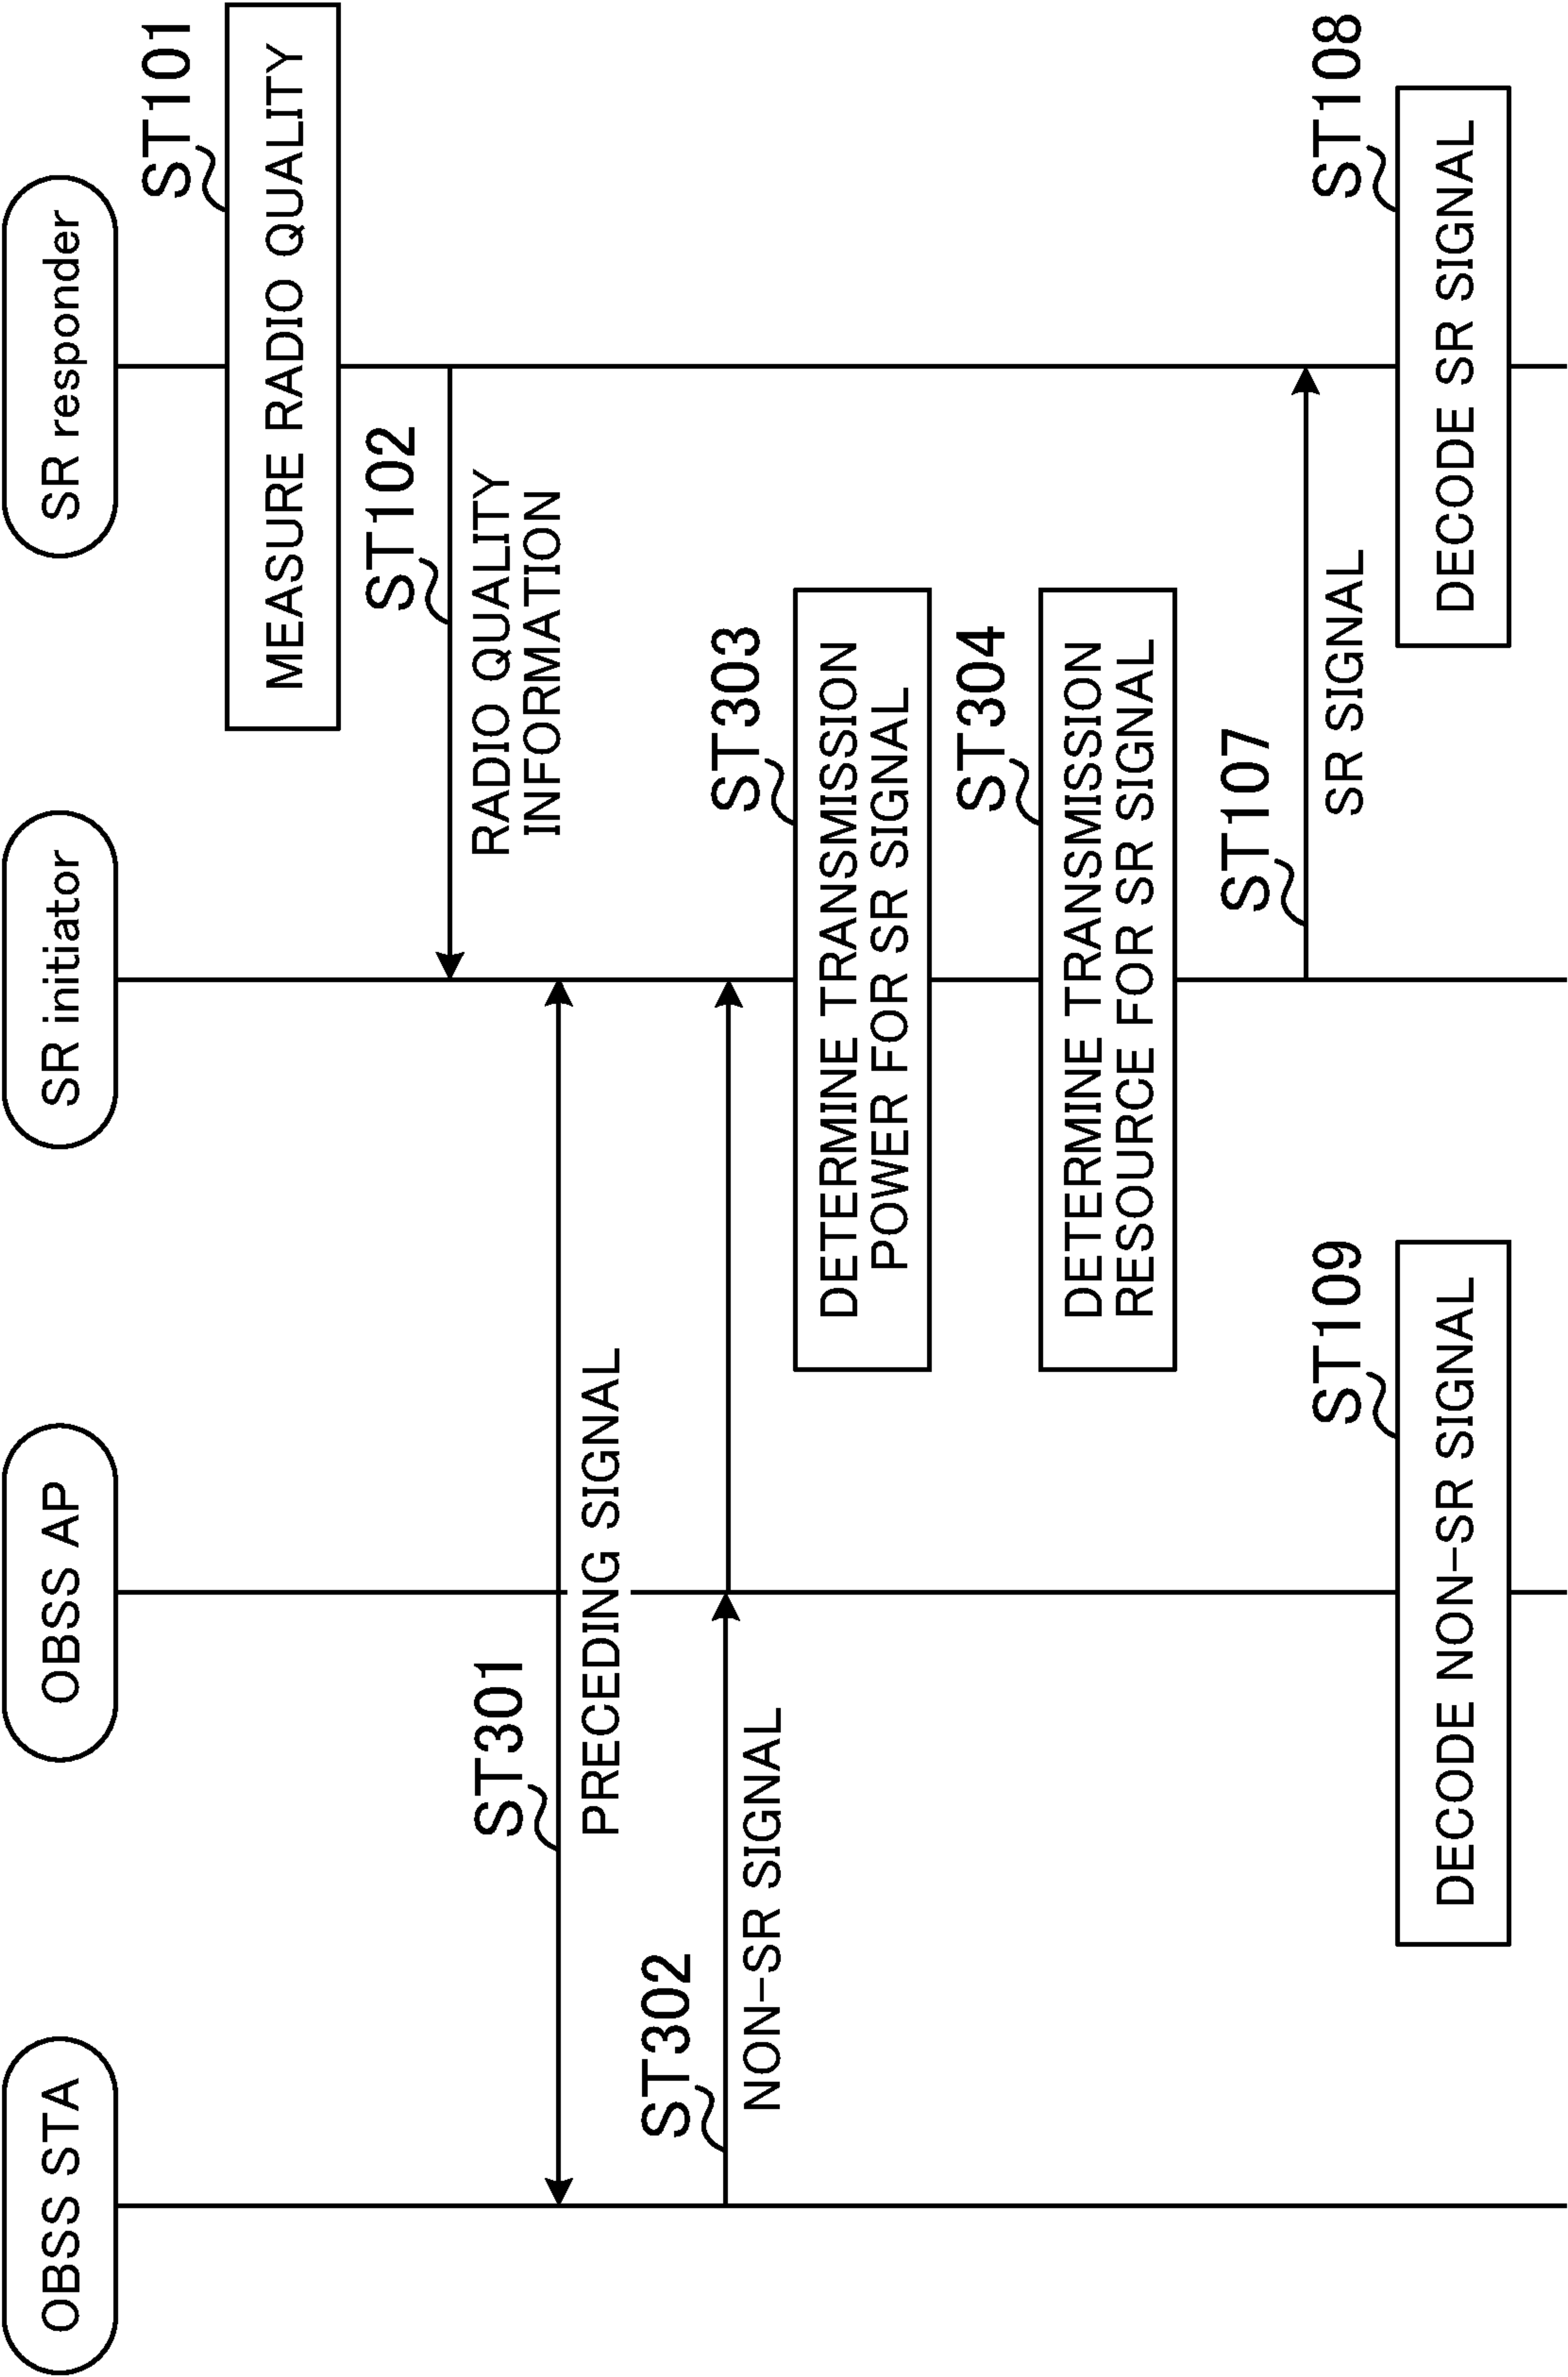 OBSS STA
OBSS AP
SR initiator
SR responder
ST101
MEASURE RADIO QUALITY
ST102
RADIO QUALITY
INFORMATION
ST301
PRECEDING SIGNAL
ST302
NON-SR SIGNAL
ST303
DETERMINE TRANSMISSION
POWER FOR SR SIGNAL
ST304
DETERMINE TRANSMISSION
RESOURCE FOR SR SIGNAL
ST107
SR SIGNAL
ST109
DECODE NON-SR SIGNAL
ST108
DECODE SR SIGNAL